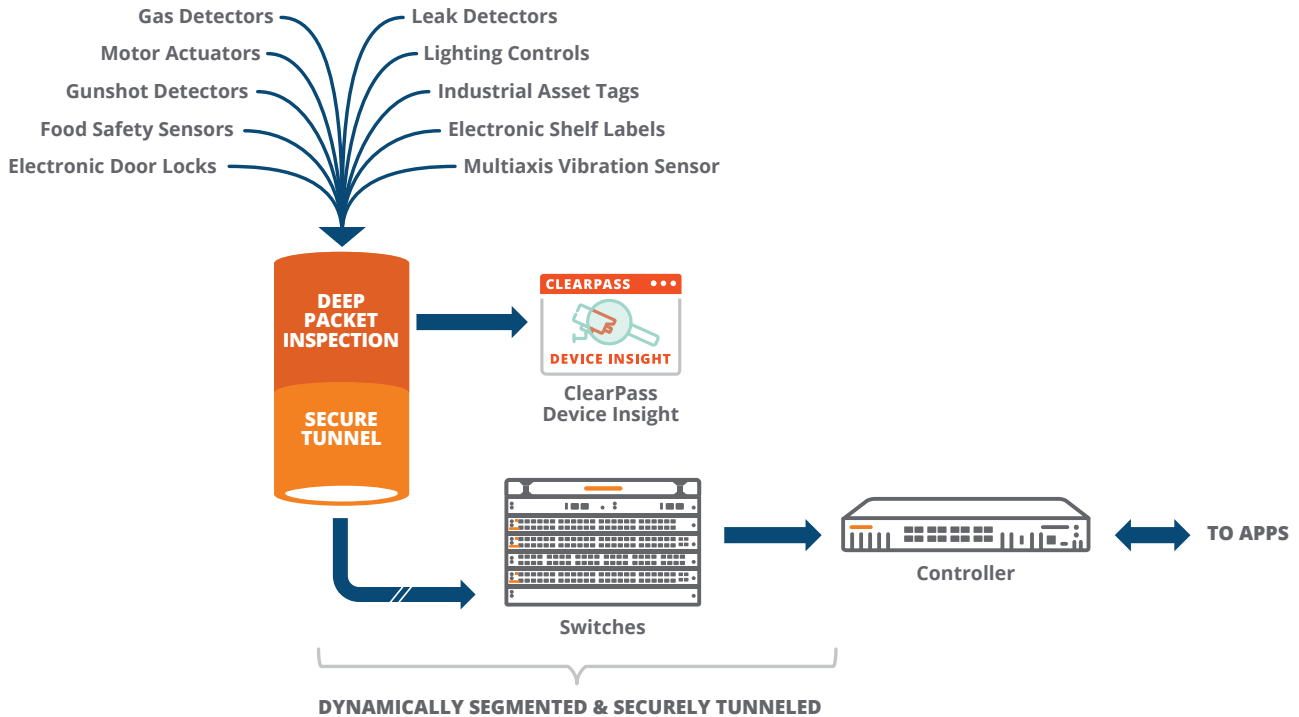 Gas Detectors
Leak Detectors
Motor Actuators
Lighting Controls
Gunshot Detectors
Industrial Asset Tags
Food Safety Sensors
Electronic Shelf Labels
Electronic Door Locks
Multiaxis Vibration Sensor
DEEP
PACKET
INSPECTION
CLEARPASS
DEVICE INSIGHT
ClearPass
Device Insight
SECURE
TUNNEL
Switches
Controller
TO APPS
DYNAMICALLY SEGMENTED & SECURELY TUNNELED